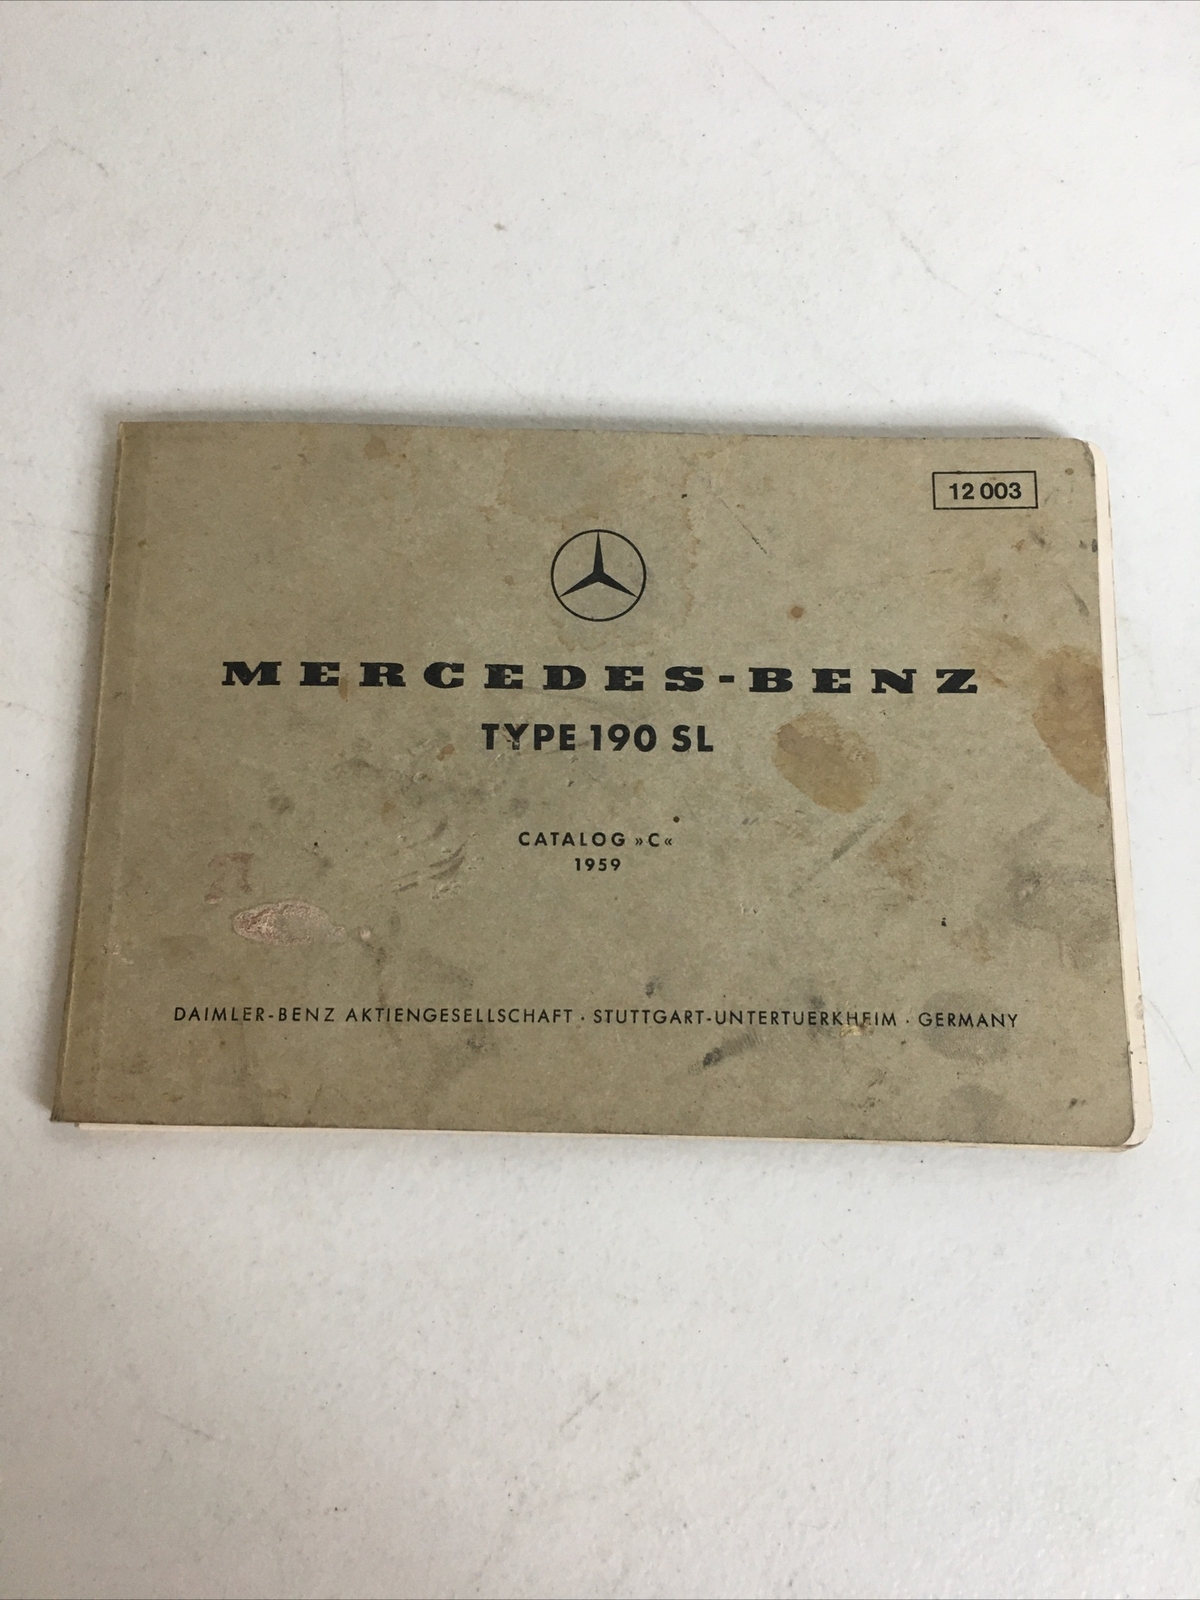 12 003
MERCEDES-BENZ
TYPE 190 SL
CATALOG »C«
1959
DAIMLER-BENZ AKTIENGESELLSCHAFT · STUTTGART-UNTERTUERKHEIM · GERMANY